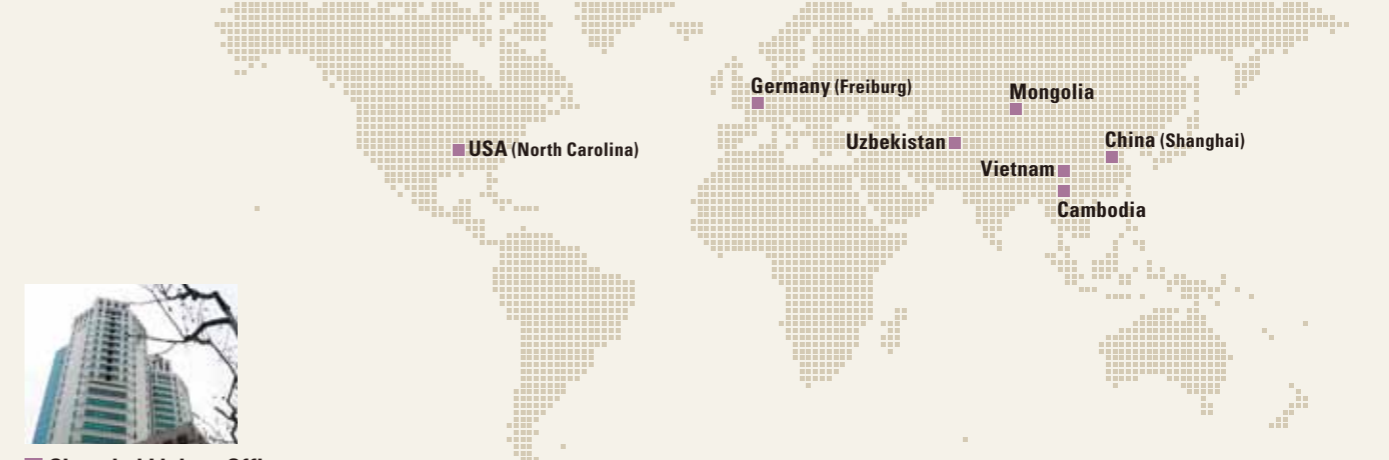 Germany (Freiburg)
Mongolia
USA (North Carolina)
Uzbekistan
China (Shanghai)
Vietnam
Cambodia